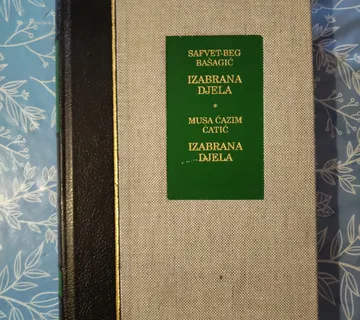 SAFVET-BEG
BAŠAGIĆ
IZABRANA
DJELA
MUSA ĆAZIM
ĆATIĆ
IZABRANA
DJELA